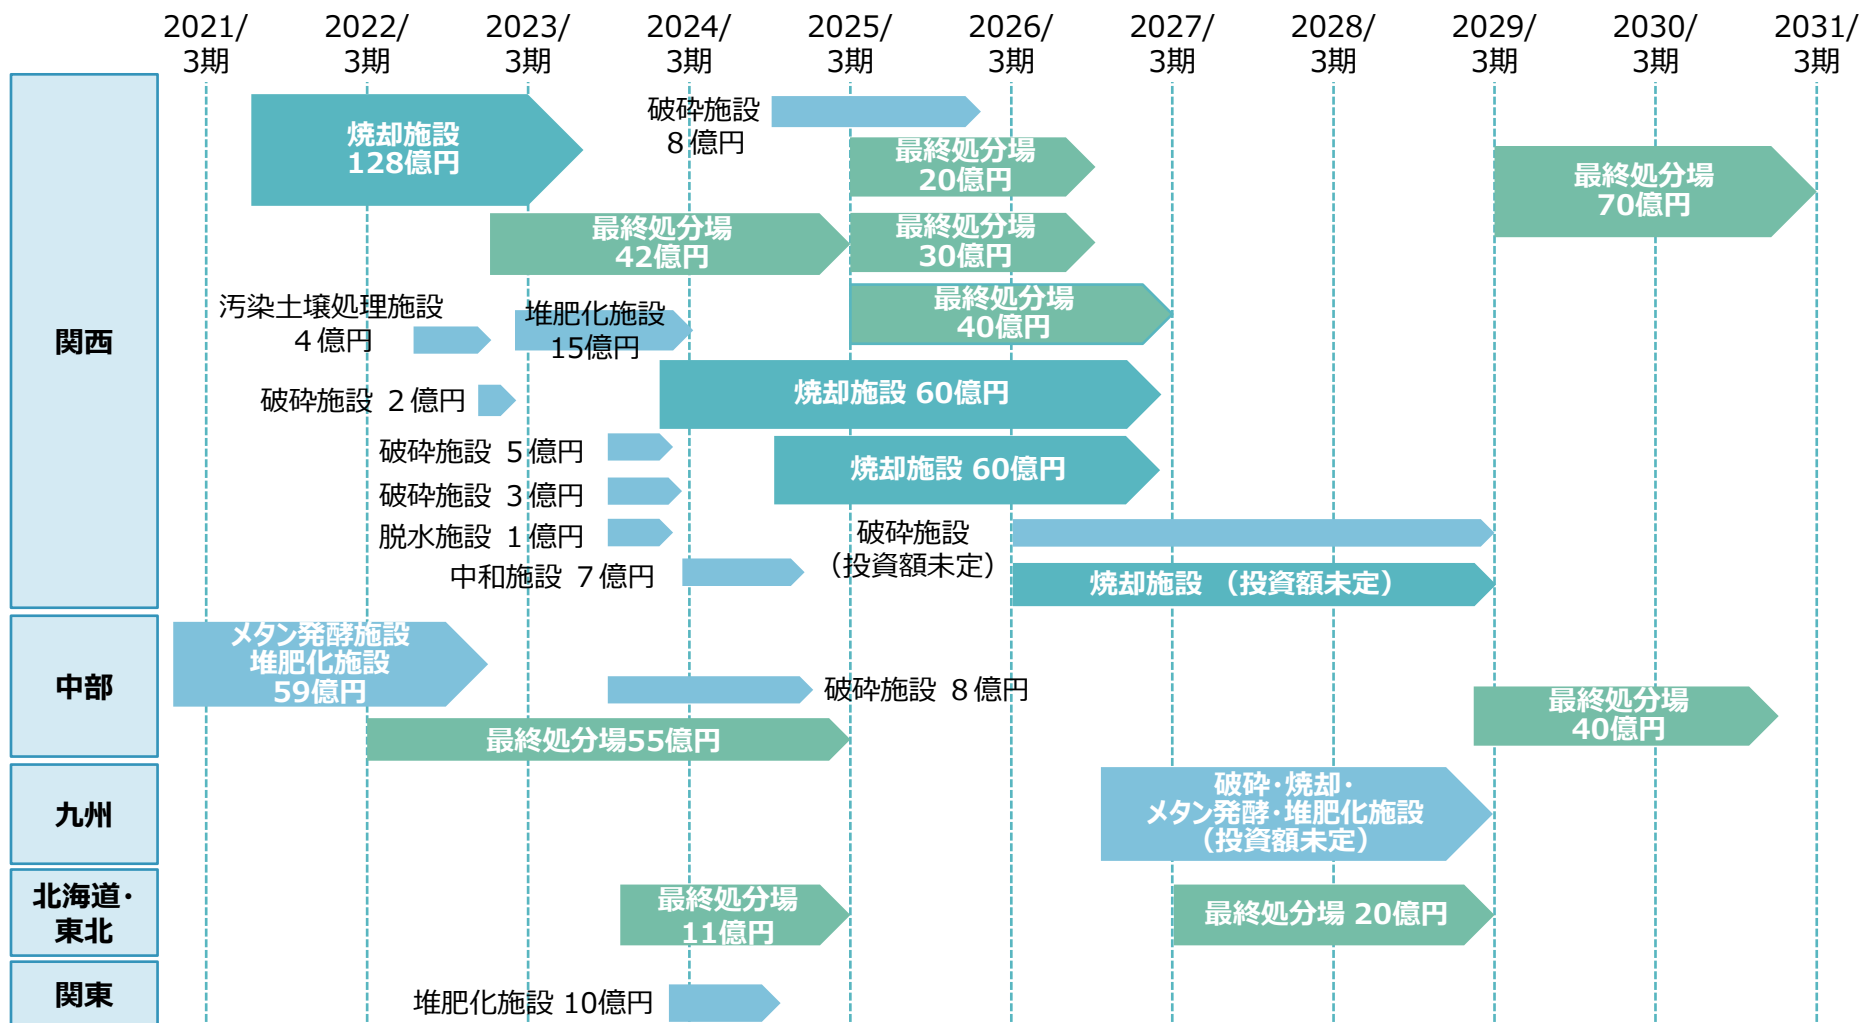 2021/
3期
2022/
3期
2023/
3期
2024/
3期
2025/
3期
2026/
3期
2027/
3期
2028/
3期
2029/
3期
2030/
3期
2031/
3期
関西
焼却施設
128億円
破砕施設
８億円
最終処分場
20億円
最終処分場
70億円
最終処分場
42億円
最終処分場
30億円
汚染土壌処理施設
４億円
堆肥化施設
15億円
最終処分場
40億円
破砕施設 ２億円
焼却施設 60億円
破砕施設 ５億円
焼却施設 60億円
破砕施設 ３億円
脱水施設 １億円
破砕施設
（投資額未定）
中和施設 ７億円
焼却施設 （投資額未定）
中部
メタン発酵施設
堆肥化施設
59億円
破砕施設 ８億円
最終処分場
40億円
最終処分場55億円
九州
破砕・焼却・
メタン発酵・堆肥化施設
（投資額未定）
北海道・
東北
最終処分場
11億円
最終処分場 20億円
関東
堆肥化施設 10億円